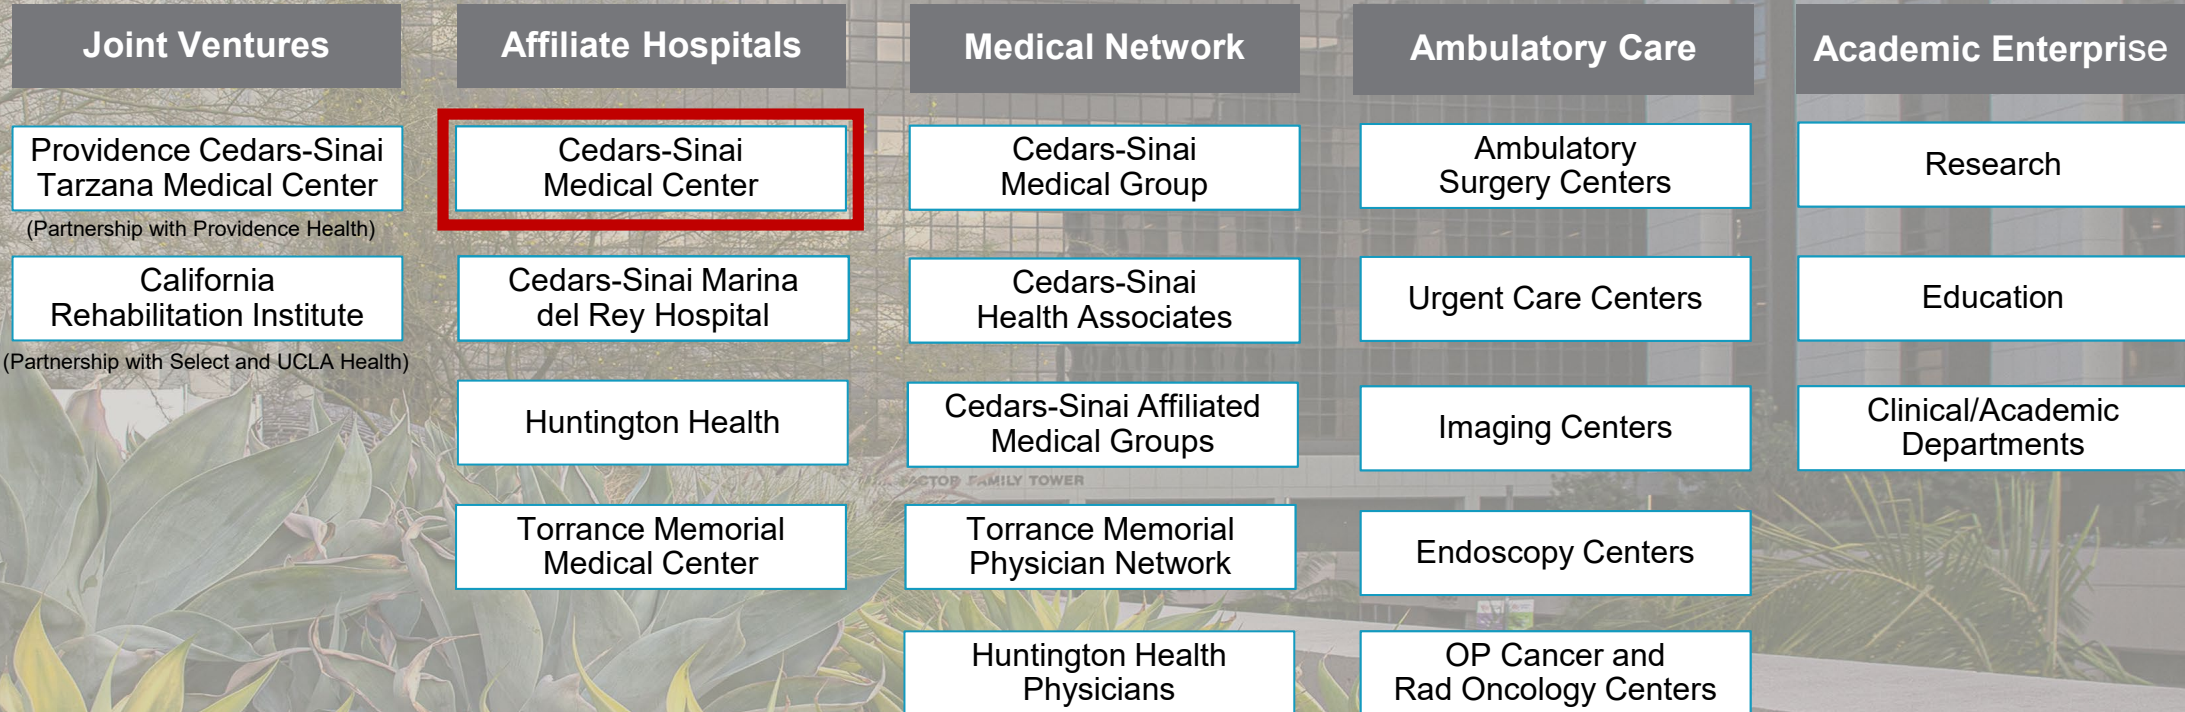 Joint Ventures
Affiliate Hospitals
Medical Network
Ambulatory Care
Academic Enterprise
Providence Cedars-Sinai
Tarzana Medical Center
(Partnership with Providence Health)
California
Rehabilitation Institute
(Partnership with Select and UCLA Health)
Cedars-Sinai
Medical Center
Cedars-Sinai Marina
del Rey Hospital
Huntington Health
Torrance Memorial
Medical Center
Cedars-Sinai
Medical Group
Cedars-Sinai
Health Associates
Cedars-Sinai Affiliated
Medical Groups
FAMILY TOWER
Torrance Memorial
Physician Network
Huntington Health
Physicians
Ambulatory
Surgery Centers
Urgent Care Centers
Imaging Centers
Endoscopy Centers
OP Cancer and
Rad Oncology Centers
Research
Education
Clinical/Academic
Departments